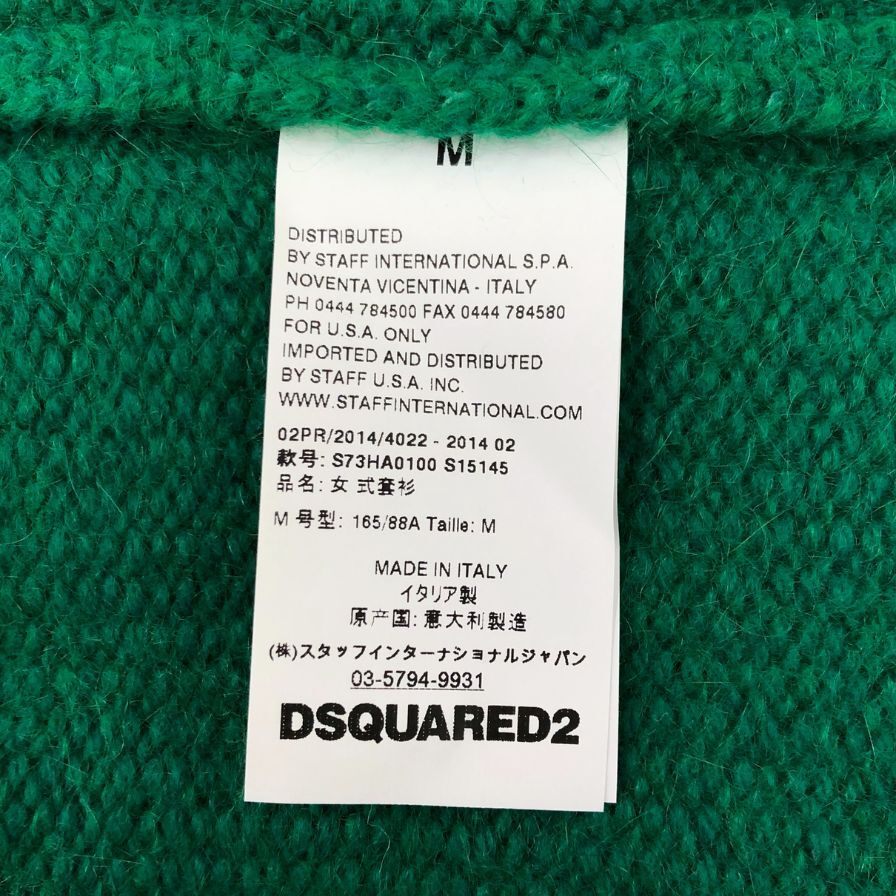 M
DISTRIBUTED
BY STAFF INTERNATIONAL S.P.A.
NOVENTA VICENTINA - ITALY
PH 0444 784500 FAX 0444 784580
FOR U.S.A. ONLY
IMPORTED AND DISTRIBUTED
BY STAFF U.S.A. INC.
WWW.STAFFINTERNATIONAL.COM
02PR/2014/4022 - 2014 02
款号: S73HA0100 S15145
品名: 女 式套衫
M 号型: 165/88A Taille: M
MADE IN ITALY
イタリア製
原产国: 意大利製造
(株)スタッフインターナショナルジャパン
03-5794-9931
DSQUARED2